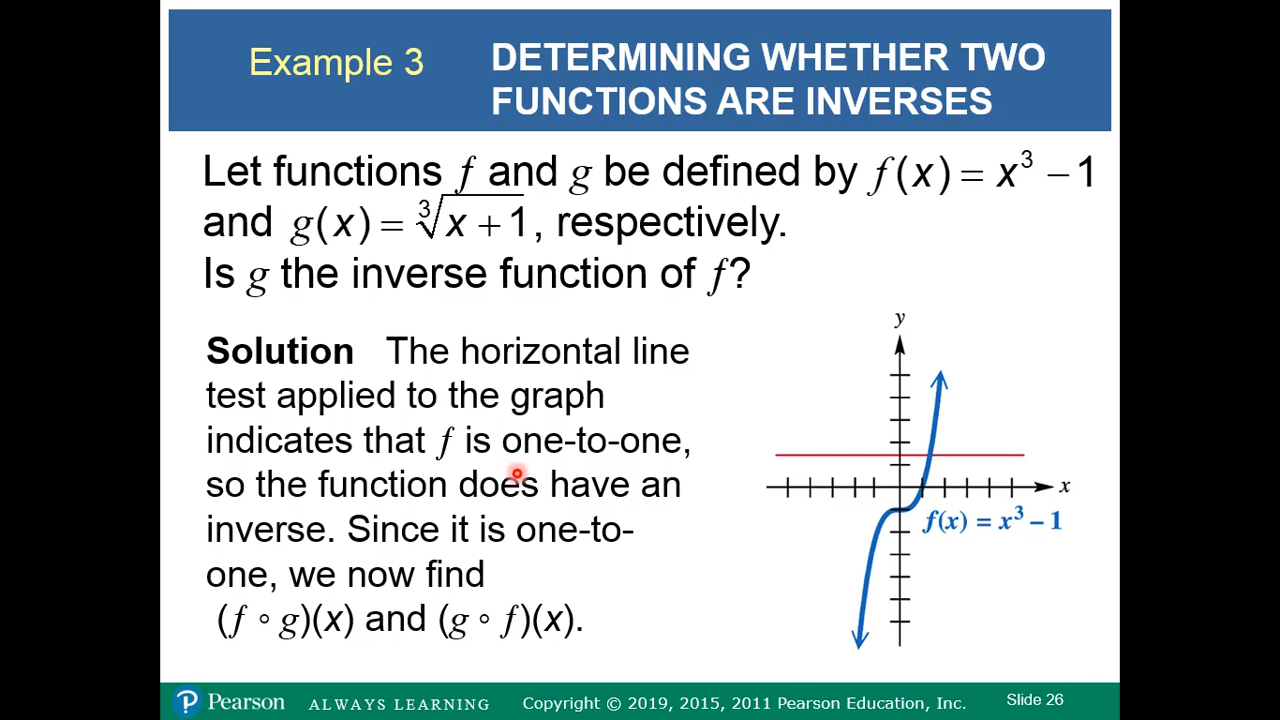 Example 3
DETERMINING WHETHER TWO
FUNCTIONS ARE INVERSES
Let functions f and g be defined by f(x) = x³ − 1
and g(x) = ∛(x + 1), respectively.
Is g the inverse function of f?
Solution The horizontal line
test applied to the graph
indicates that f is one-to-one,
so the function does have an
inverse. Since it is one-to-
one, we now find
(f ∘ g)(x) and (g ∘ f)(x).
y
x
f(x) = x³ − 1
Pearson
ALWAYS LEARNING
Copyright © 2019, 2015, 2011 Pearson Education, Inc.
Slide 26